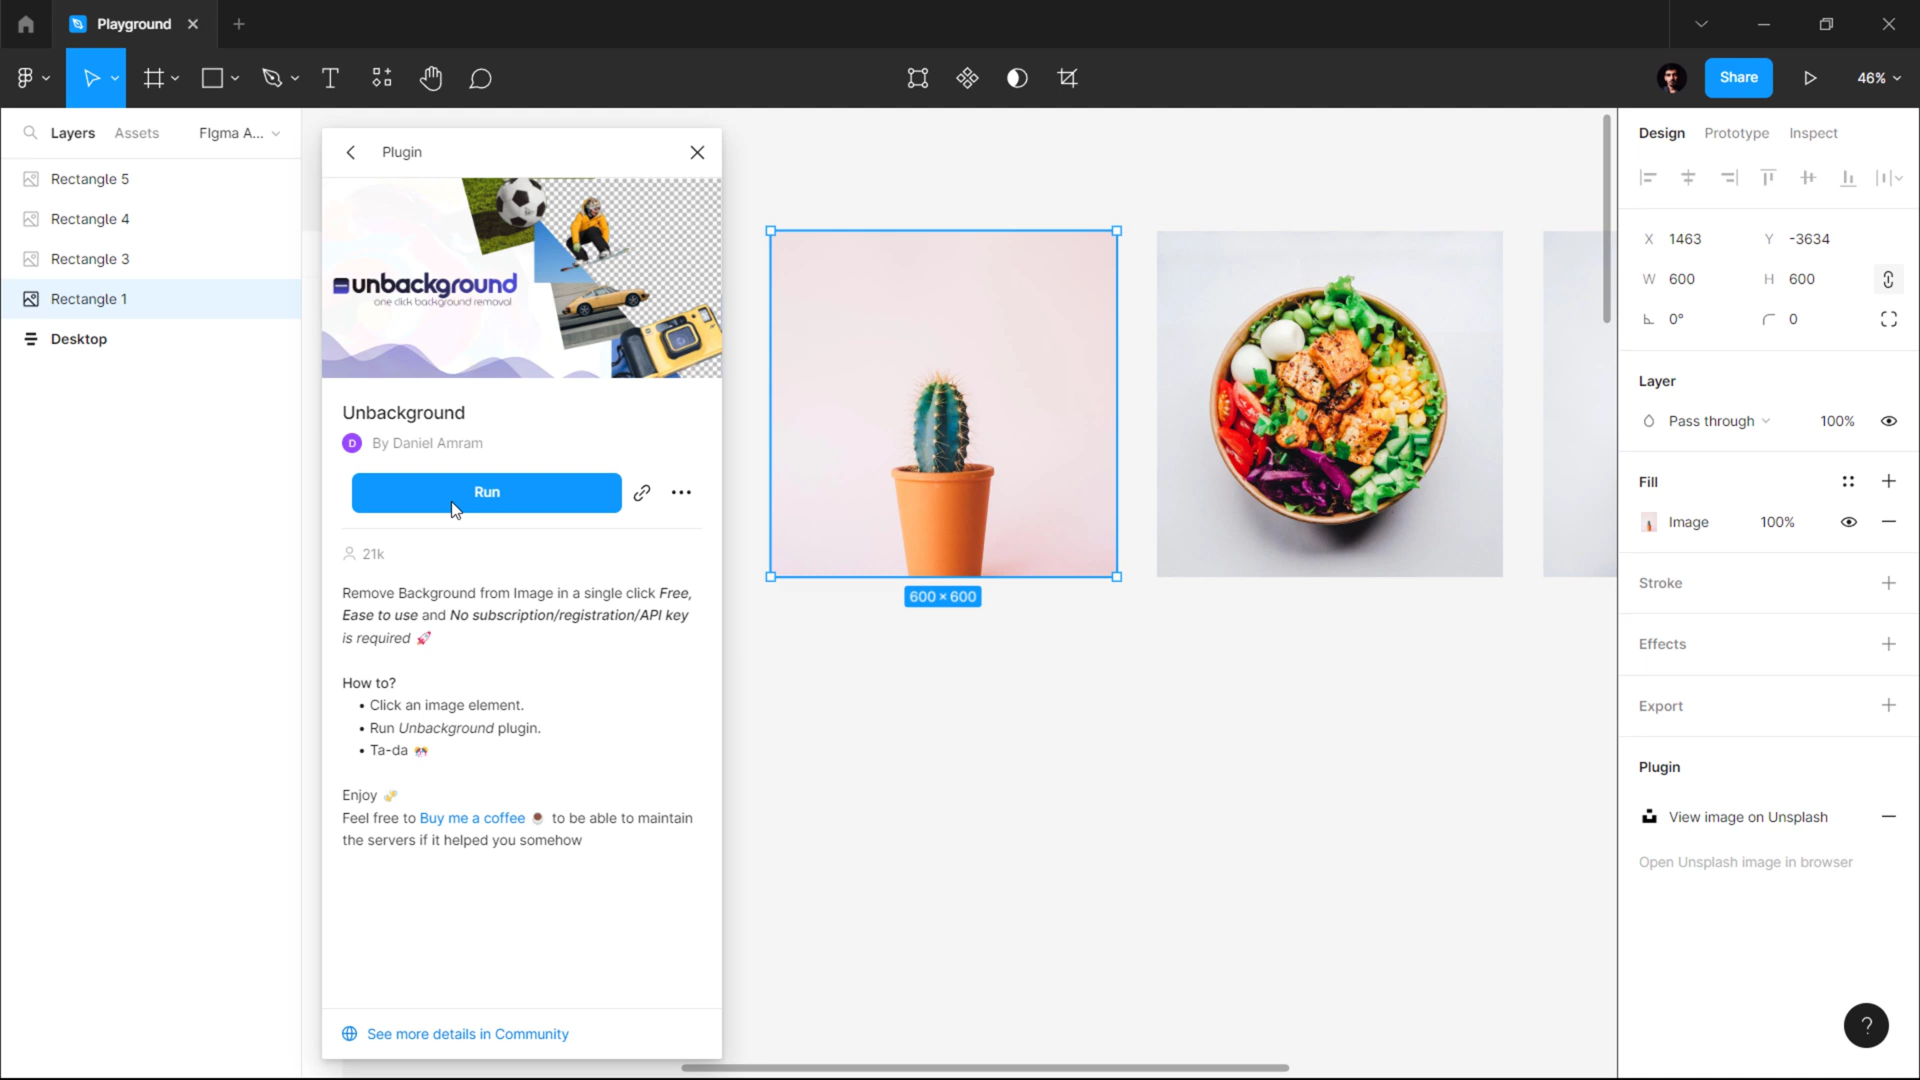 Playground
Share
46%
Layers
Assets
FIgma A...
Rectangle 5
Rectangle 4
Rectangle 3
Rectangle 1
Desktop
Plugin
unbackground
one click background removal
Unbackground
D
By Daniel Amram
Run
21k
Remove Background from Image in a single click Free,
Ease to use and No subscription/registration/API key
is required 🚀
How to?
• Click an image element.
• Run Unbackground plugin.
• Ta-da 🎊
Enjoy
Feel free to Buy me a coffee ☕ to be able to maintain
the servers if it helped you somehow
See more details in Community
600 × 600
Design
Prototype
Inspect
X 1463
Y -3634
W 600
H 600
0°
0
Layer
Pass through
100%
Fill
Image
100%
Stroke
Effects
Export
Plugin
View image on Unsplash
Open Unsplash image in browser
?